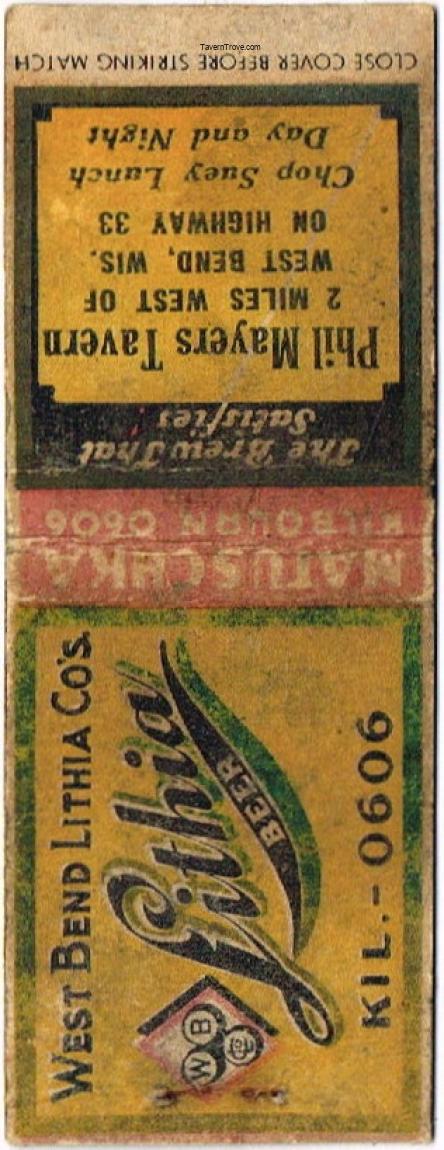 TavernTrove.com
CLOSE COVER BEFORE STRIKING MATCH
The Brew That
Satisfies
Phil Mayers Tavern
2 MILES WEST OF
WEST BEND, WIS.
ON HIGHWAY 33
Chop Suey Lunch
Day and Night
MATUSCHKA
KILBOURN 0606
WEST BEND LITHIA CO'S.
Lithia
BEER
WB
KIL.-0606